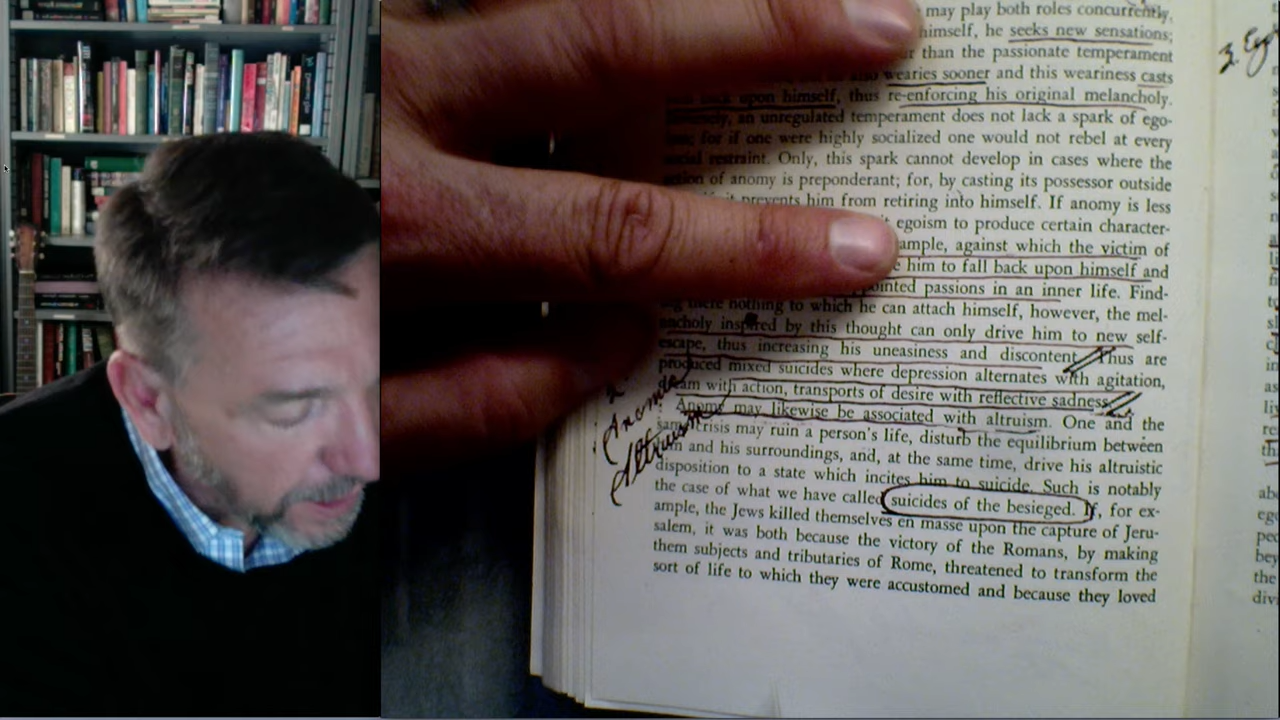 may play both roles concurrently,
himself, he seeks new sensations;
than the passionate temperament
also wearies sooner and this weariness casts
upon himself, thus re-enforcing his original melancholy.
an unregulated temperament does not lack a spark of ego-
for if one were highly socialized one would not rebel at every
social restraint. Only, this spark cannot develop in cases where the
of anomy is preponderant; for, by casting its possessor outside
it prevents him from retiring into himself. If anomy is less
egoism to produce certain character-
against which the victim of
him to fall back upon himself and
passions in an inner life. Find-
ing there nothing to which he can attach himself, however, the mel-
ancholy inspired by this thought can only drive him to new self-
escape, thus increasing his uneasiness and discontent. Thus are
produced mixed suicides where depression alternates with agitation,
dream with action, transports of desire with reflective sadness.
Anomy may likewise be associated with altruism. One and the
same crisis may ruin a person's life, disturb the equilibrium between
him and his surroundings, and, at the same time, drive his altruistic
disposition to a state which incites him to suicide. Such is notably
the case of what we have called suicides of the besieged. If, for ex-
ample, the Jews killed themselves en masse upon the capture of Jeru-
salem, it was both because the victory of the Romans, by making
them subjects and tributaries of Rome, threatened to transform the
sort of life to which they were accustomed and because they loved
2
Altruism
3. Ego